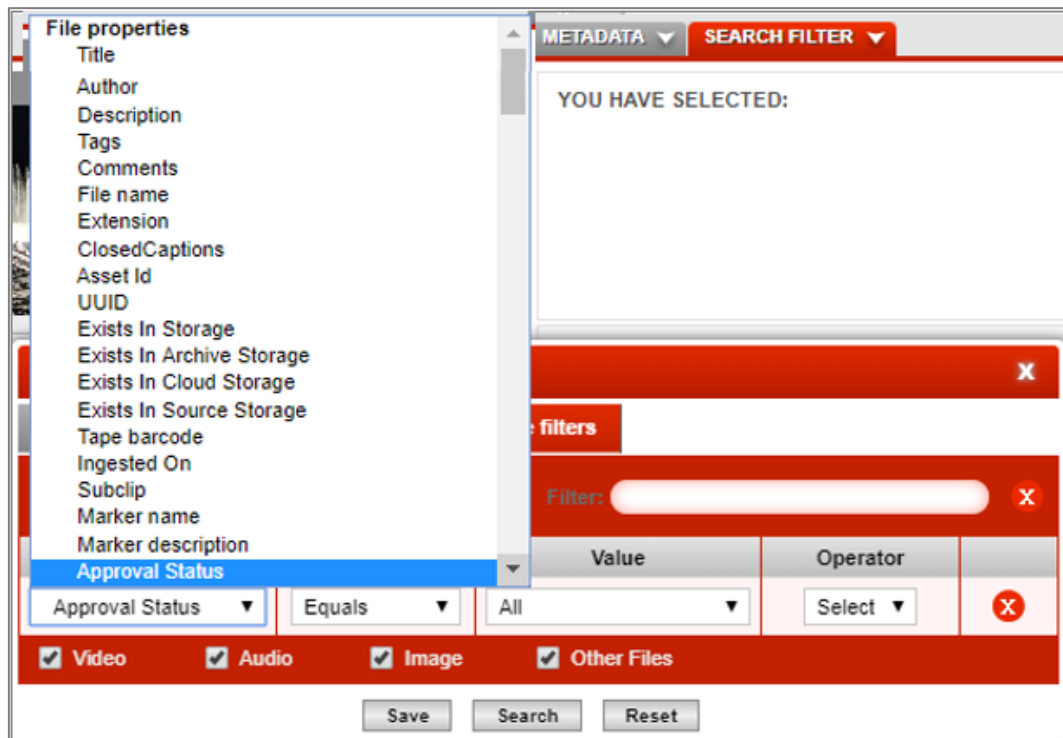 File properties
Title
Author
Description
Tags
Comments
File name
Extension
ClosedCaptions
Asset Id
UUID
Exists In Storage
Exists In Archive Storage
Exists In Cloud Storage
Exists In Source Storage
Tape barcode
Ingested On
Subclip
Marker name
Marker description
Approval Status
METADATA SEARCH FILTER
YOU HAVE SELECTED:
X
filters
Filter: X
Value Operator
Approval Status Equals All Select X
Video Audio Image Other Files
Save Search Reset